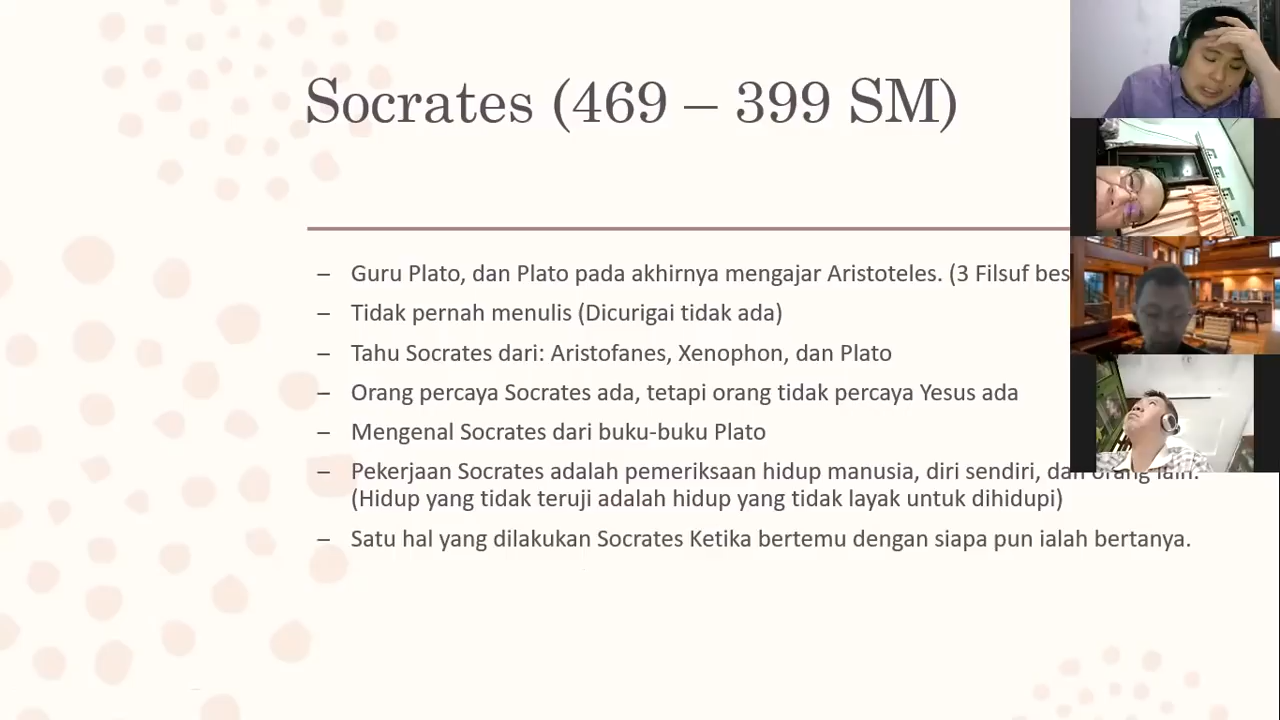 Socrates (469 – 399 SM)
– Guru Plato, dan Plato pada akhirnya mengajar Aristoteles. (3 Filsuf bes
– Tidak pernah menulis (Dicurigai tidak ada)
– Tahu Socrates dari: Aristofanes, Xenophon, dan Plato
– Orang percaya Socrates ada, tetapi orang tidak percaya Yesus ada
– Mengenal Socrates dari buku-buku Plato
– Pekerjaan Socrates adalah pemeriksaan hidup manusia, diri sendiri, dan orang lain.
(Hidup yang tidak teruji adalah hidup yang tidak layak untuk dihidupi)
– Satu hal yang dilakukan Socrates Ketika bertemu dengan siapa pun ialah bertanya.